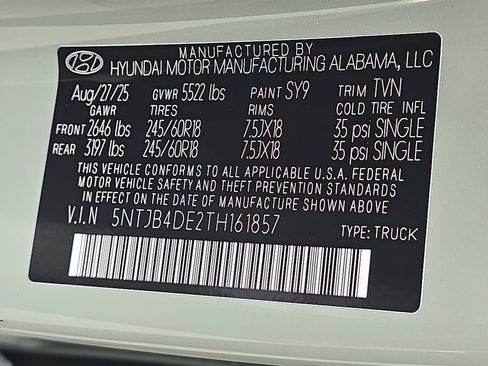 MANUFACTURED BY
HYUNDAI MOTOR MANUFACTURING ALABAMA, LLC
Aug/27/25 GVWR 5522 lbs PAINT SY9 TRIM TVN
GAWR TIRES RIMS COLD TIRE INFL
FRONT 2646 lbs 245/60R18 7.5JX18 35 psi SINGLE
REAR 3197 lbs 245/60R18 7.5JX18 35 psi SINGLE
THIS VEHICLE CONFORMS TO ALL APPLICABLE U.S.A. FEDERAL
MOTOR VEHICLE SAFETY AND THEFT PREVENTION STANDARDS
IN EFFECT ON THE DATE OF MANUFACTURE SHOWN ABOVE.
V.I.N 5NTJB4DE2TH161857
TYPE: TRUCK